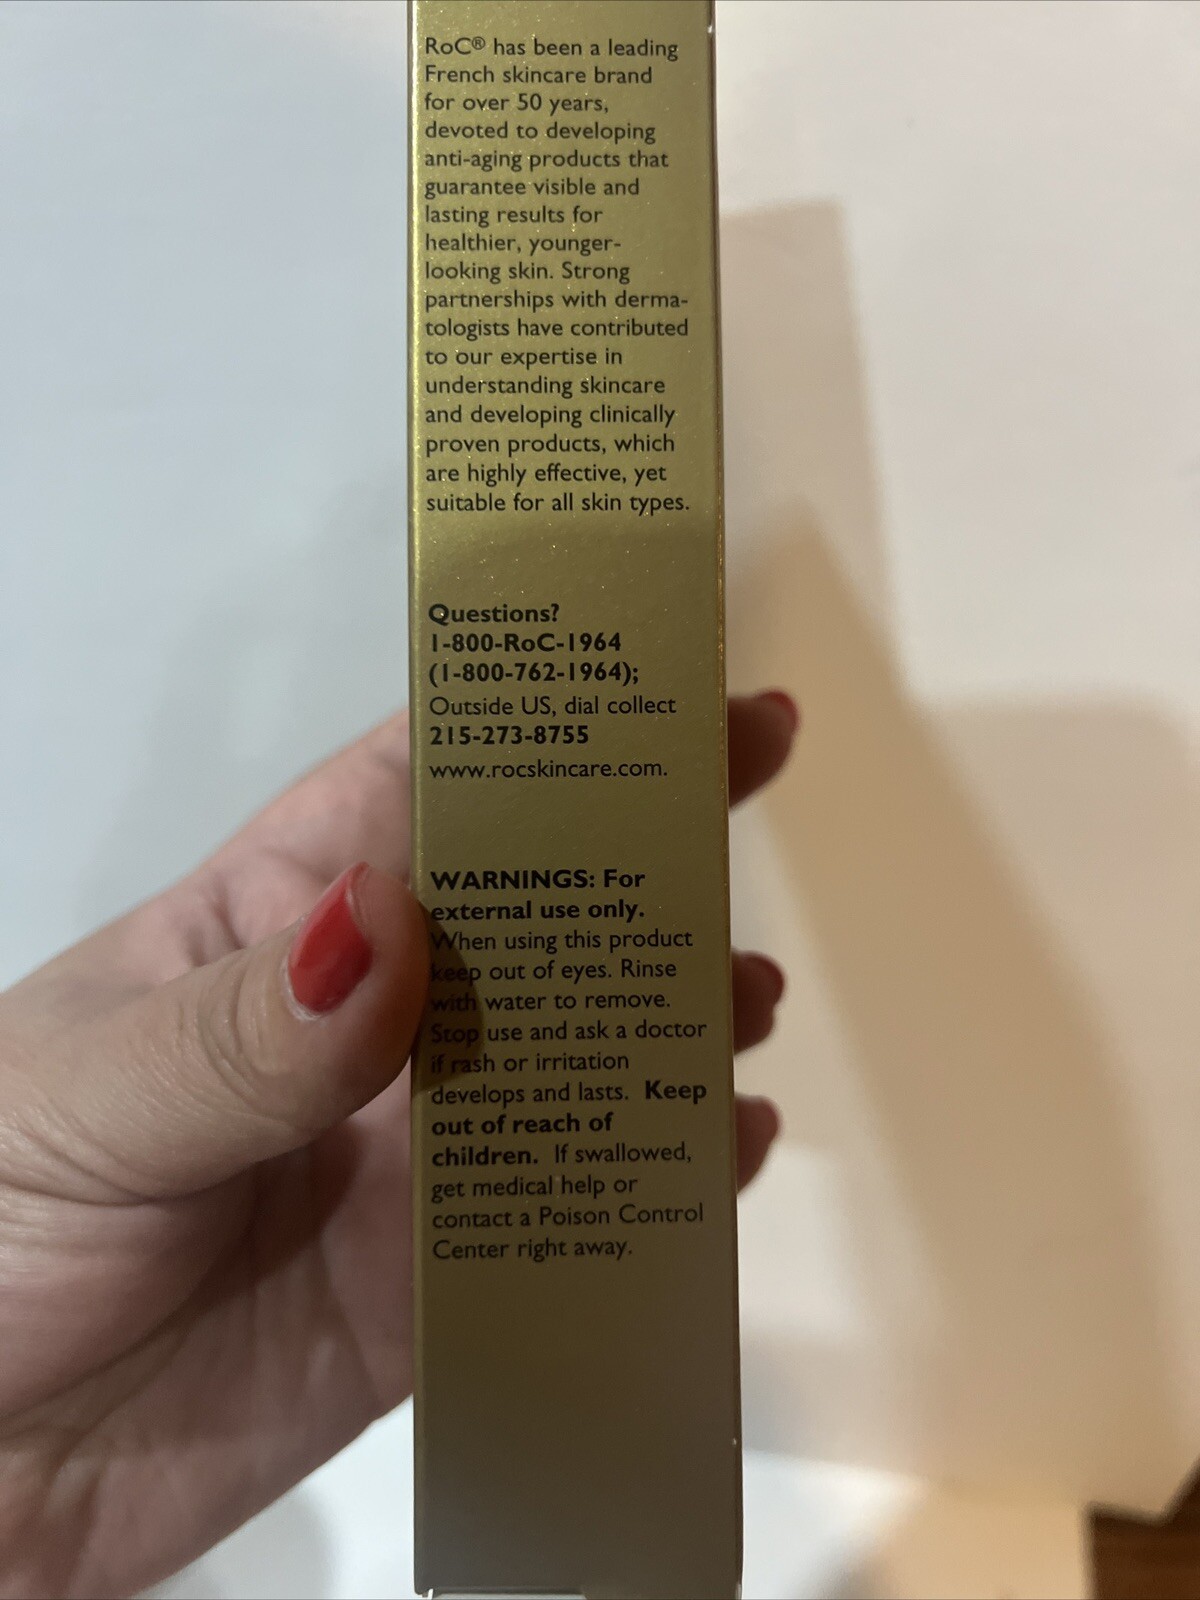 RoC® has been a leading
French skincare brand
for over 50 years,
devoted to developing
anti-aging products that
guarantee visible and
lasting results for
healthier, younger-
looking skin. Strong
partnerships with derma-
tologists have contributed
to our expertise in
understanding skincare
and developing clinically
proven products, which
are highly effective, yet
suitable for all skin types.
Questions?
1-800-RoC-1964
(1-800-762-1964);
Outside US, dial collect
215-273-8755
www.rocskincare.com.
WARNINGS: For
external use only.
When using this product
keep out of eyes. Rinse
with water to remove.
Stop use and ask a doctor
if rash or irritation
develops and lasts. Keep
out of reach of
children. If swallowed,
get medical help or
contact a Poison Control
Center right away.